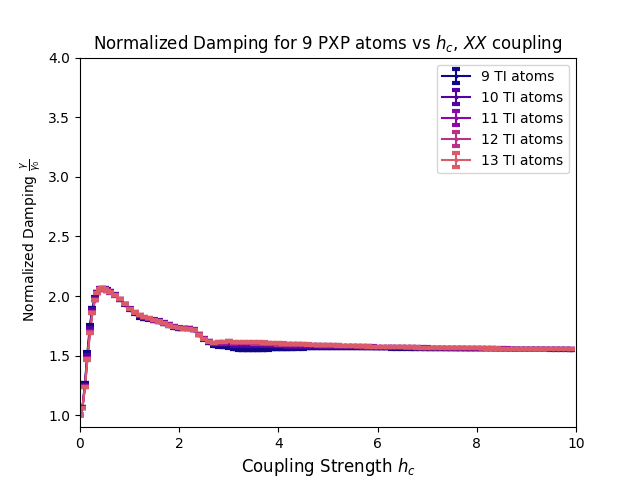 Normalized Damping for 9 PXP atoms vs h_c, XX coupling
4.0
3.5
3.0
2.5
2.0
1.5
1.0
Normalized Damping γ/γ₀
9 TI atoms
10 TI atoms
11 TI atoms
12 TI atoms
13 TI atoms
0 2 4 6 8 10
Coupling Strength h_c